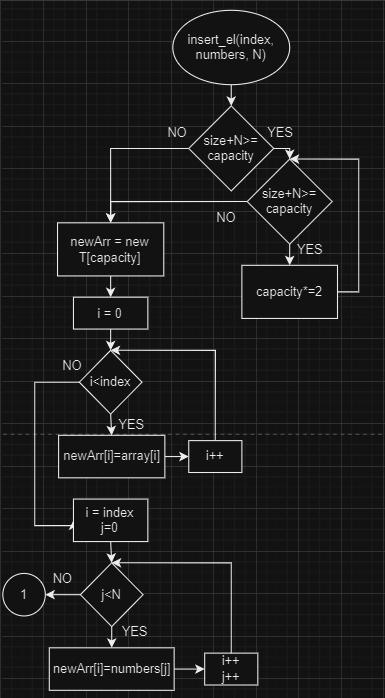 insert_el(index,
numbers, N)
NO
YES
size+N>=
capacity
size+N>=
capacity
NO
YES
newArr = new
T[capacity]
capacity*=2
i = 0
NO
i<index
YES
newArr[i]=array[i]
i++
i = index
j=0
NO
1
j<N
YES
newArr[i]=numbers[j]
i++
j++